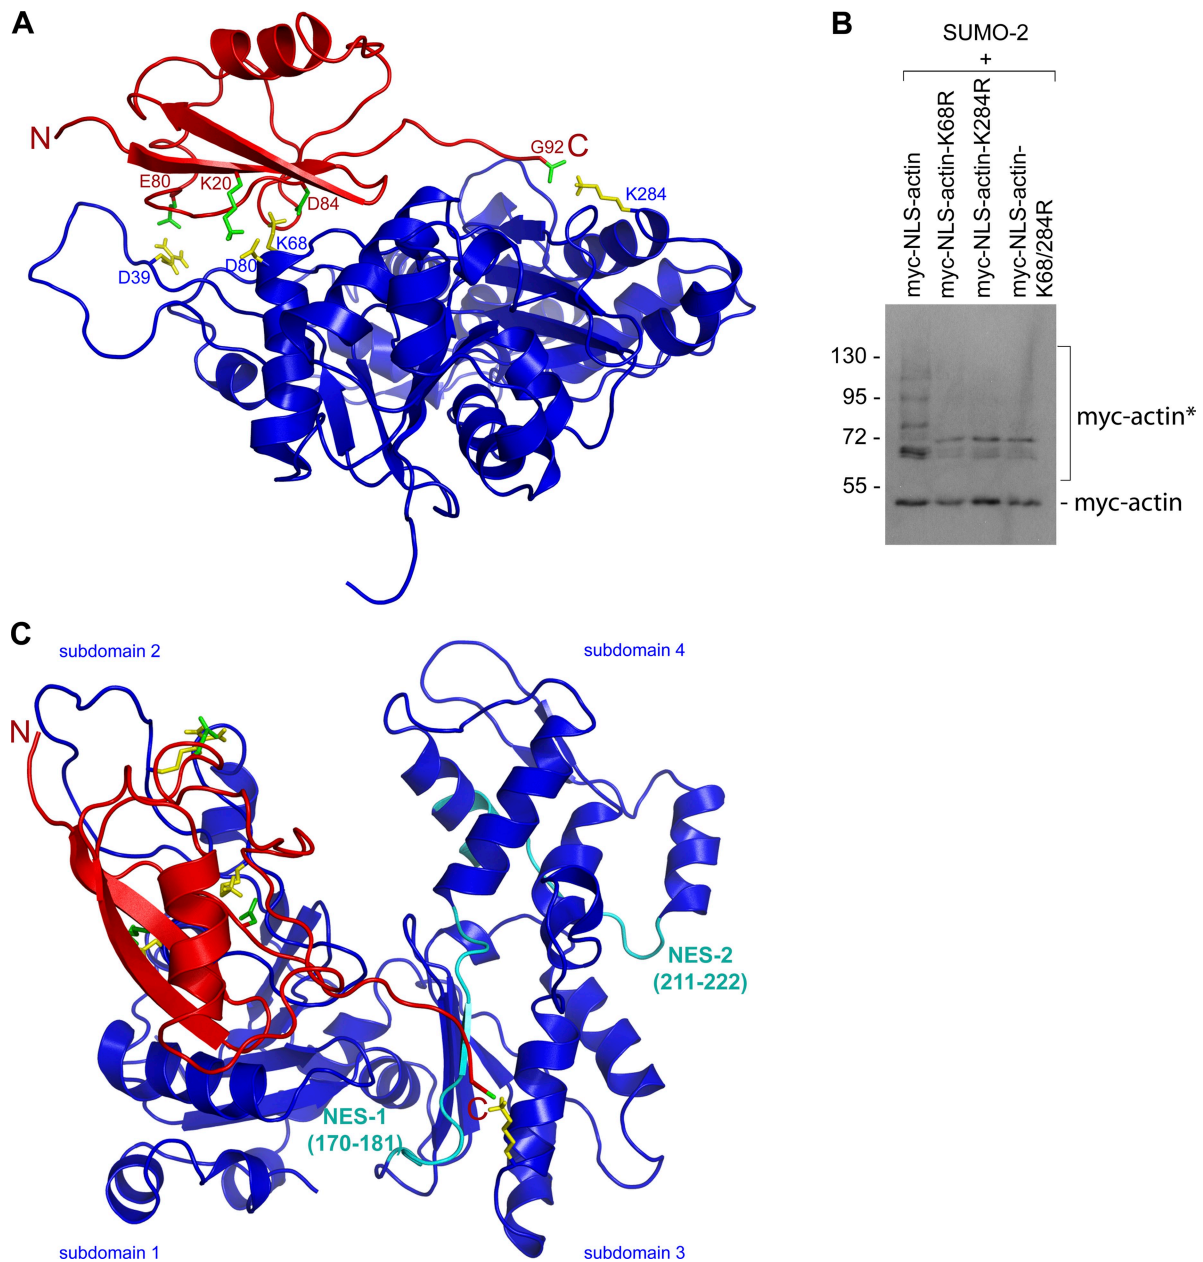 A
N
E80
K20
D84
G92
C
K284
K68
D80
D39
B
SUMO-2
+
myc-NLS-actin
myc-NLS-actin-K68R
myc-NLS-actin-K284R
myc-NLS-actin-
K68/284R
130 -
95 -
72 -
55 -
myc-actin*
- myc-actin
C
subdomain 2
subdomain 4
N
NES-2
(211-222)
C
NES-1
(170-181)
subdomain 1
subdomain 3